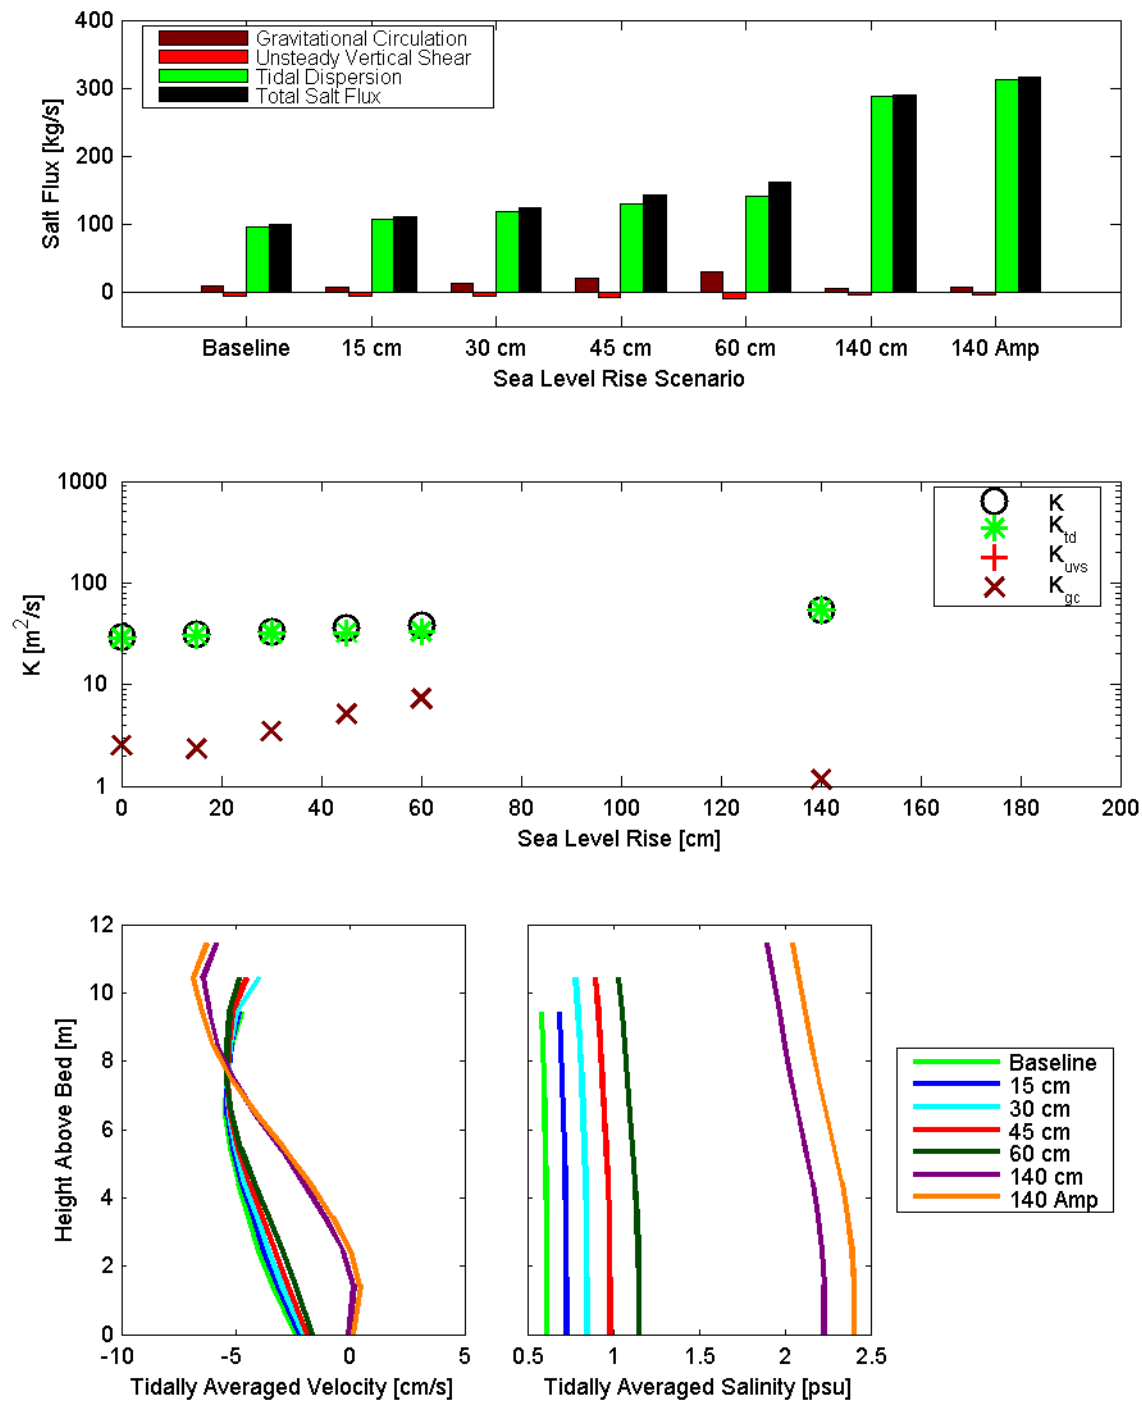 400
300
200
100
0
Salt Flux [kg/s]
Gravitational Circulation
Unsteady Vertical Shear
Tidal Dispersion
Total Salt Flux
Baseline 15 cm 30 cm 45 cm 60 cm 140 cm 140 Amp
Sea Level Rise Scenario
1000
100
10
1
K [m²/s]
K
K_td
K_uvs
K_gc
0 20 40 60 80 100 120 140 160 180 200
Sea Level Rise [cm]
12
10
8
6
4
2
0
Height Above Bed [m]
-10 -5 0 5
Tidally Averaged Velocity [cm/s]
0.5 1 1.5 2 2.5
Tidally Averaged Salinity [psu]
Baseline
15 cm
30 cm
45 cm
60 cm
140 cm
140 Amp